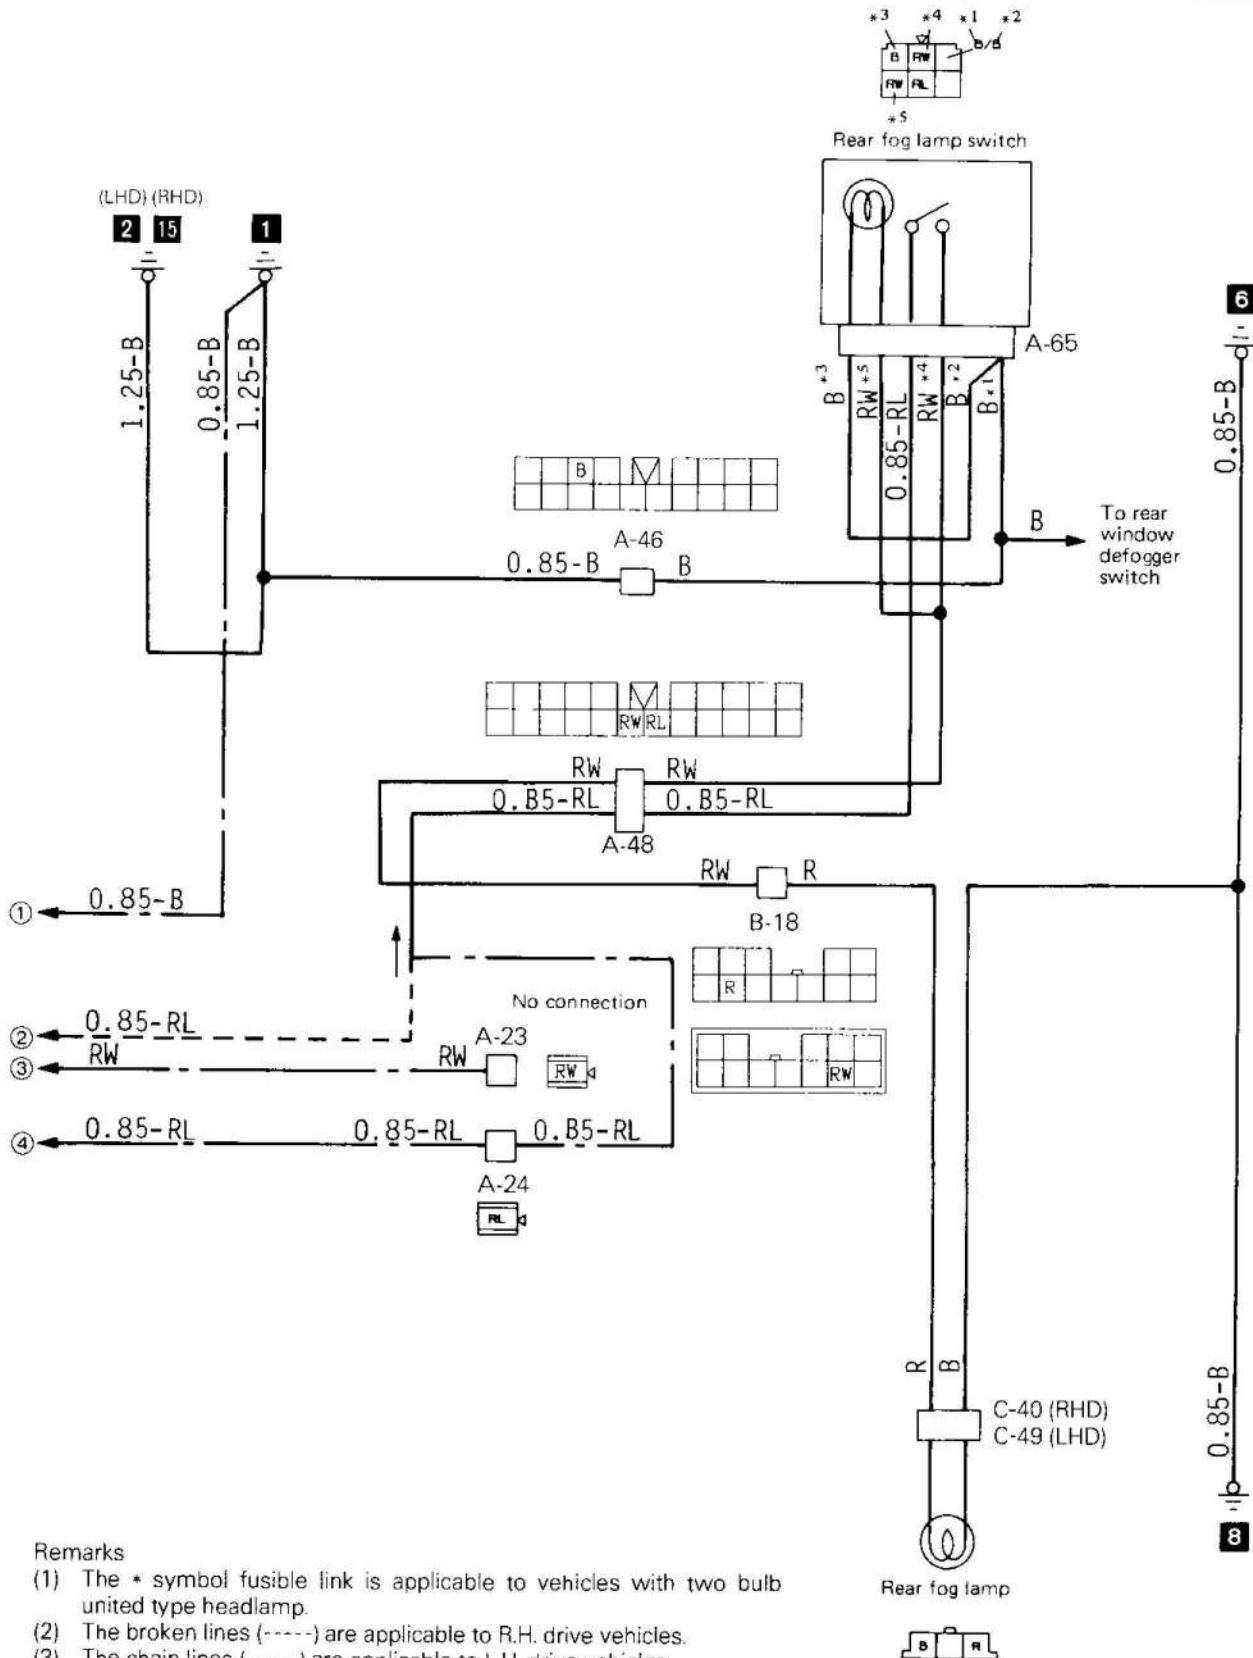 *3 *4 *1 *2
B RW B/B
RW RL
*5
Rear fog lamp switch
(LHD) (RHD)
2 15 1
6
A-65
1.25-B
0.85-B
1.25-B
B *3
RW *5
0.85-RL
RW *4
B *2
B *1
0.85-B
B
A-46
0.85-B B
B
To rear
window
defogger
switch
RW RL
RW RW
0.B5-RL 0.B5-RL
A-48
RW R
B-18
① 0.85-B
R
No connection
② 0.85-RL
A-23
③ RW RW
RW
RW
④ 0.85-RL 0.85-RL 0.B5-RL
A-24
RL
R
B
C-40 (RHD)
C-49 (LHD)
0.85-B
8
Rear fog lamp
B R
Remarks
(1) The * symbol fusible link is applicable to vehicles with two bulb
united type headlamp.
(2) The broken lines (-----) are applicable to R.H. drive vehicles.